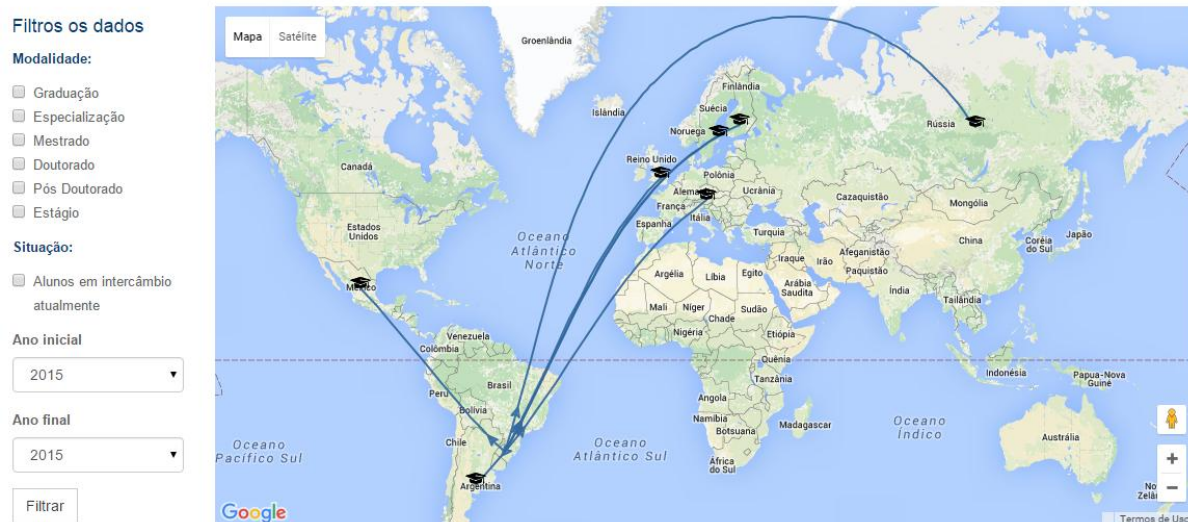 Filtros os dados
Modalidade:
Graduação
Especialização
Mestrado
Doutorado
Pós Doutorado
Estágio
Situação:
Alunos em intercâmbio
atualmente
Ano inicial
2015
Ano final
2015
Filtrar
Mapa Satélite
Groenlândia
Islândia
Finlândia
Suécia
Noruega
Rússia
Reino Unido
Polônia
Alema
Ucrânia
França
Itália
Espanha
Turquia
Cazaquistão
Mongólia
Canadá
Estados
Unidos
Oceano
Atlântico
Norte
China
Coréia
do Sul
Japão
Afeganistão
Paquistão
Iraque
Irão
Argélia
Líbia
Egito
Arábia
Saudita
Índia
Tailândia
México
Mali
Níger
Chade
Sudão
Nigéria
Etiópia
Venezuela
Colômbia
Quênia
Tanzânia
Indonésia
Papua-Nova
Guiné
Brasil
Peru
Bolívia
Angola
Namíbia
Botsuana
Madagascar
Chile
Oceano
Pacífico Sul
Oceano
Atlântico Sul
África
do Sul
Oceano
Índico
Austrália
Argentina
No
Zelâ
Google
Termos de Uso